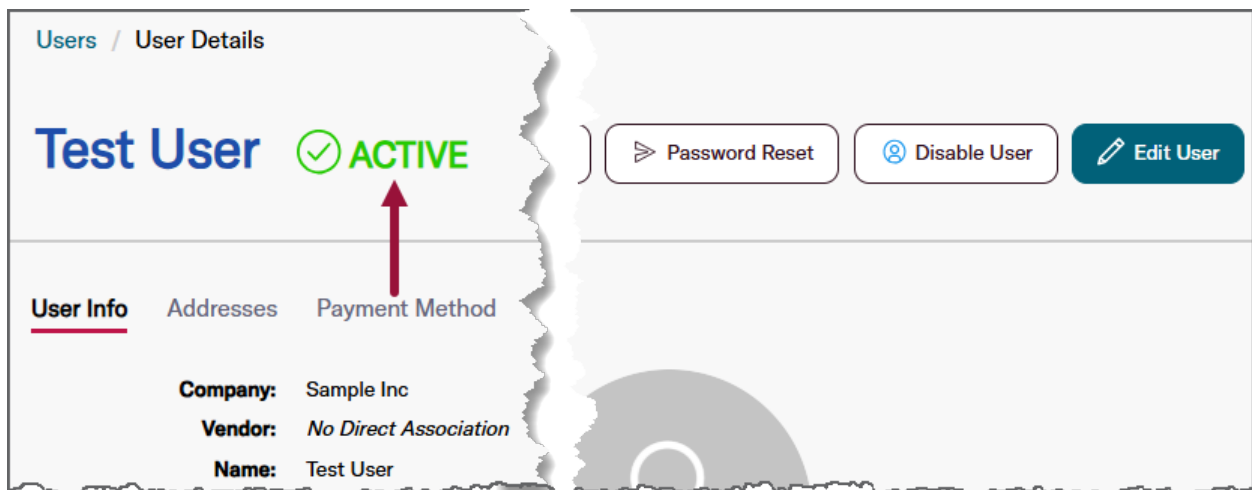 Users / User Details
Test User ACTIVE Password Reset Disable User Edit User
User Info Addresses Payment Method
Company: Sample Inc
Vendor: No Direct Association
Name: Test User